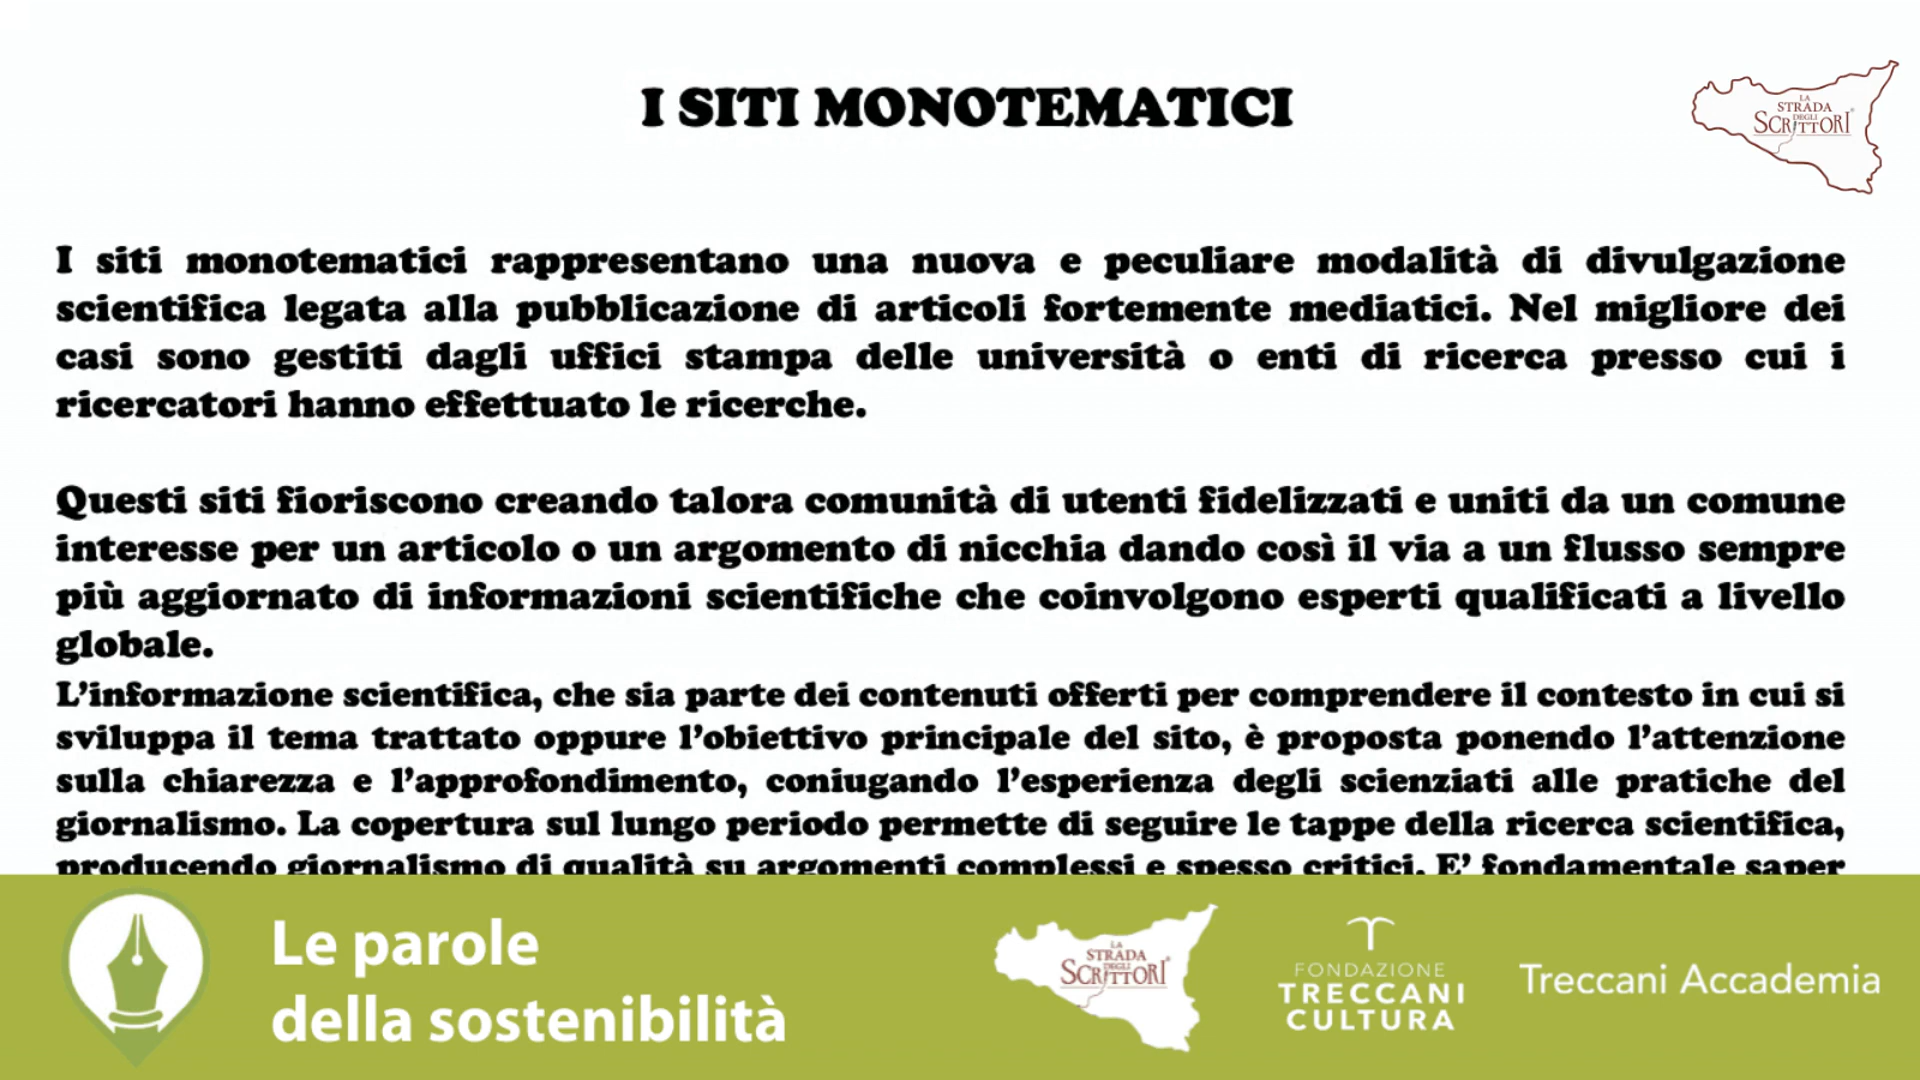 I SITI MONOTEMATICI
LA
STRADA
DEGLI
SCRITTORI
I siti monotematici rappresentano una nuova e peculiare modalità di divulgazione
scientifica legata alla pubblicazione di articoli fortemente mediatici. Nel migliore dei
casi sono gestiti dagli uffici stampa delle università o enti di ricerca presso cui i
ricercatori hanno effettuato le ricerche.
Questi siti fioriscono creando talora comunità di utenti fidelizzati e uniti da un comune
interesse per un articolo o un argomento di nicchia dando così il via a un flusso sempre
più aggiornato di informazioni scientifiche che coinvolgono esperti qualificati a livello
globale.
L'informazione scientifica, che sia parte dei contenuti offerti per comprendere il contesto in cui si
sviluppa il tema trattato oppure l'obiettivo principale del sito, è proposta ponendo l'attenzione
sulla chiarezza e l'approfondimento, coniugando l'esperienza degli scienziati alle pratiche del
giornalismo. La copertura sul lungo periodo permette di seguire le tappe della ricerca scientifica,
producendo giornalismo di qualità su argomenti complessi e spesso critici. E' fondamentale saper
Le parole
della sostenibilità
LA
STRADA
DEGLI
SCRITTORI
FONDAZIONE
TRECCANI
CULTURA
Treccani Accademia